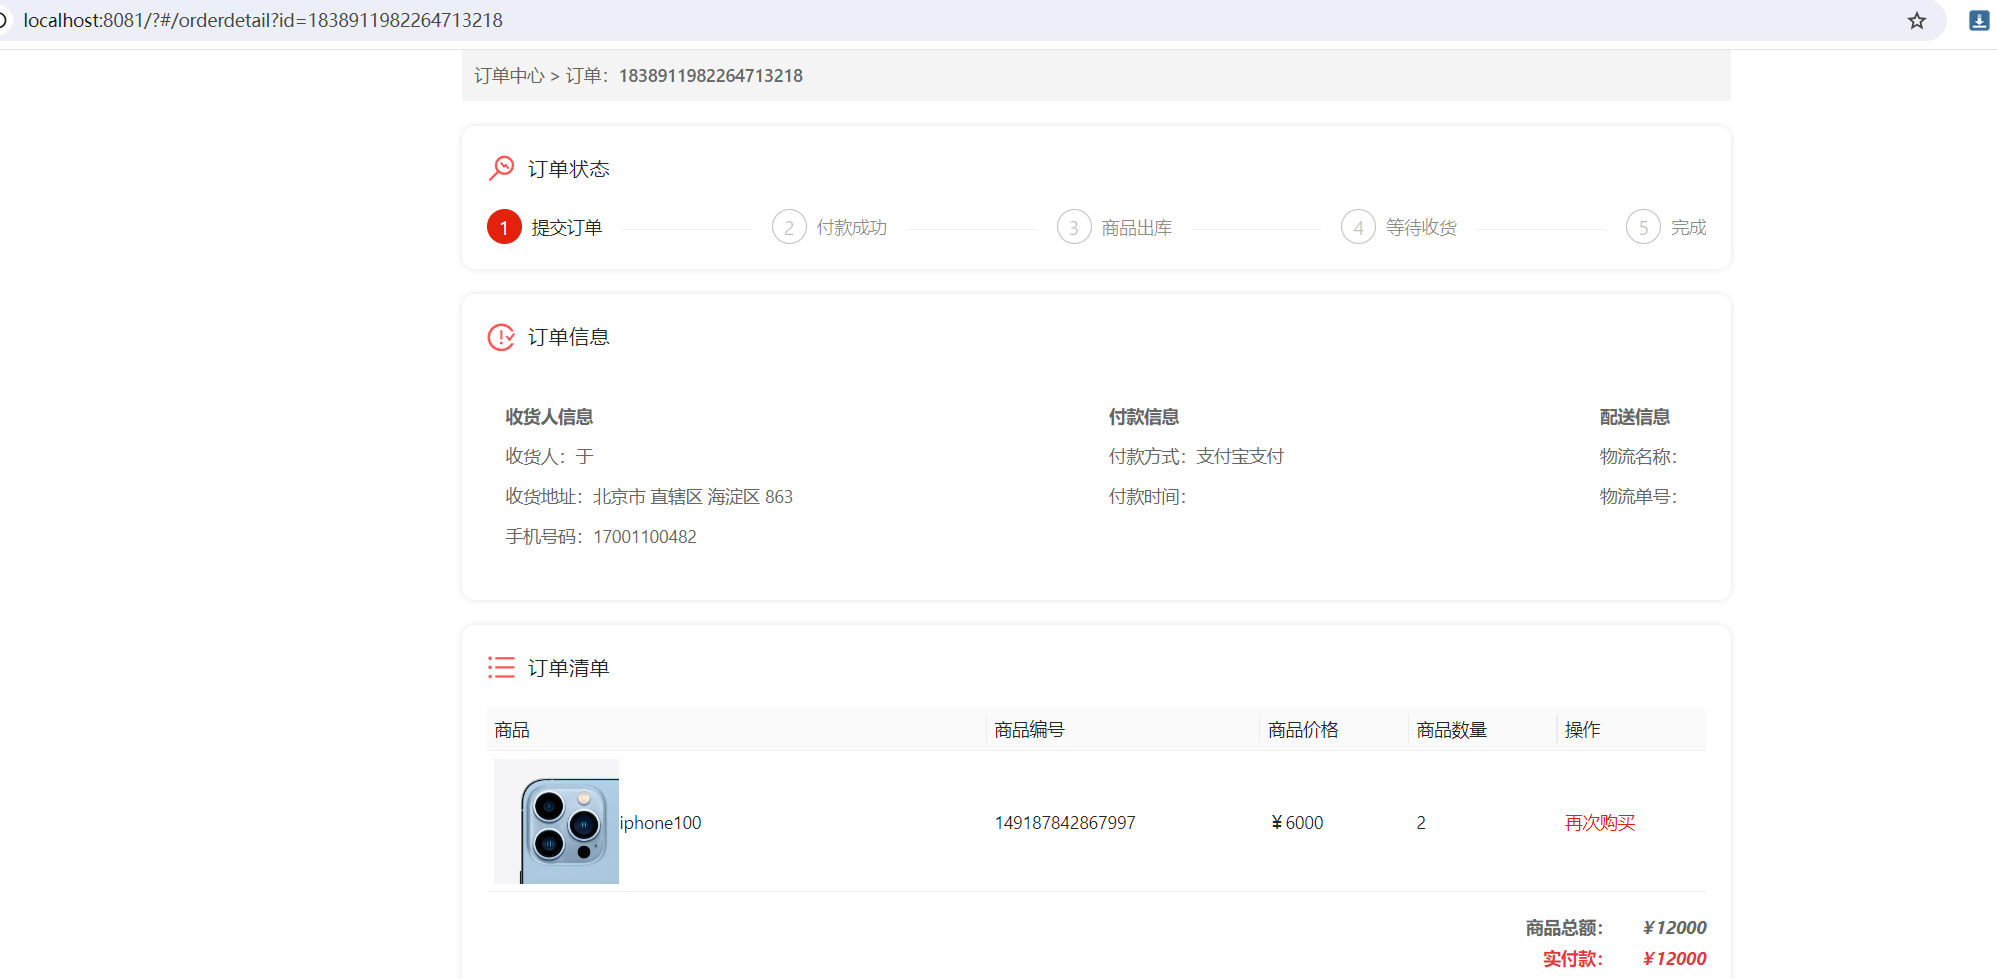 localhost:8081/?#/orderdetail?id=1838911982264713218
订单中心 > 订单：1838911982264713218
订单状态
1 提交订单 2 付款成功 3 商品出库 4 等待收货 5 完成
订单信息
收货人信息 付款信息 配送信息
收货人：于 付款方式：支付宝支付 物流名称：
收货地址：北京市 直辖区 海淀区 863 付款时间： 物流单号：
手机号码：17001100482
订单清单
商品 商品编号 商品价格 商品数量 操作
iphone100 149187842867997 ¥6000 2 再次购买
商品总额： ¥12000
实付款： ¥12000